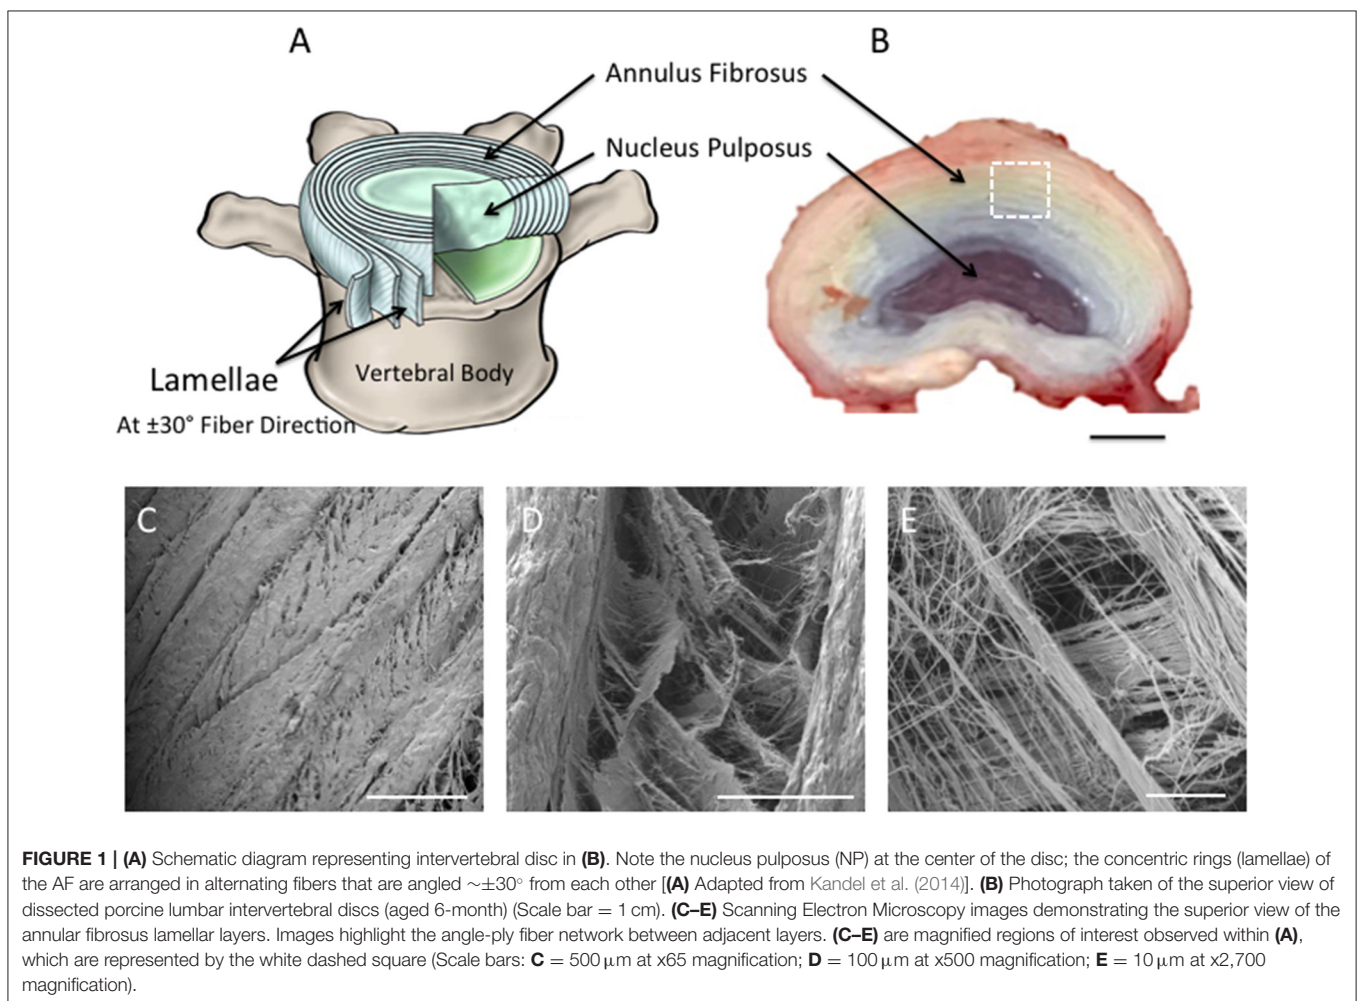 A
B
Annulus Fibrosus
Nucleus Pulposus
Lamellae
At ±30° Fiber Direction
Vertebral Body
C
D
E
FIGURE 1 | (A) Schematic diagram representing intervertebral disc in (B). Note the nucleus pulposus (NP) at the center of the disc; the concentric rings (lamellae) of
the AF are arranged in alternating fibers that are angled ∼±30° from each other [(A) Adapted from Kandel et al. (2014)]. (B) Photograph taken of the superior view of
dissected porcine lumbar intervertebral discs (aged 6-month) (Scale bar = 1 cm). (C–E) Scanning Electron Microscopy images demonstrating the superior view of the
annular fibrosus lamellar layers. Images highlight the angle-ply fiber network between adjacent layers. (C–E) are magnified regions of interest observed within (A),
which are represented by the white dashed square (Scale bars: C = 500 μm at x65 magnification; D = 100 μm at x500 magnification; E = 10 μm at x2,700
magnification).